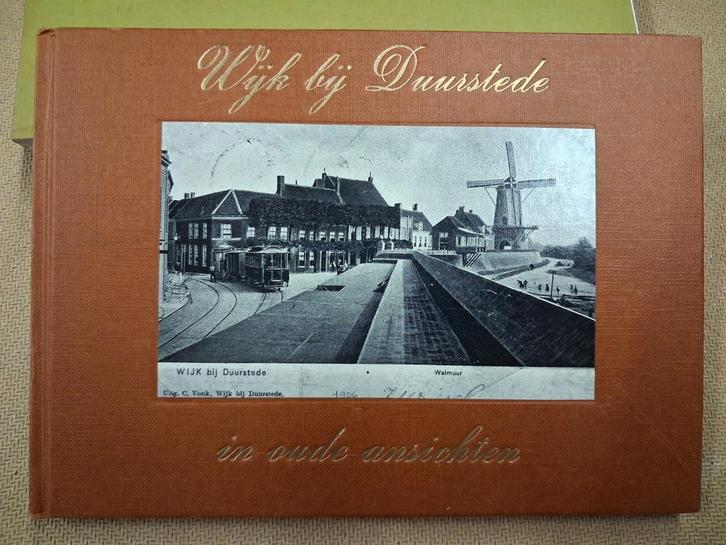 Wijk bij Duurstede
WIJK bij Duurstede
Walmuur
Uitg. C. Vonk, Wijk bij Duurstede.
1906
in oude ansichten